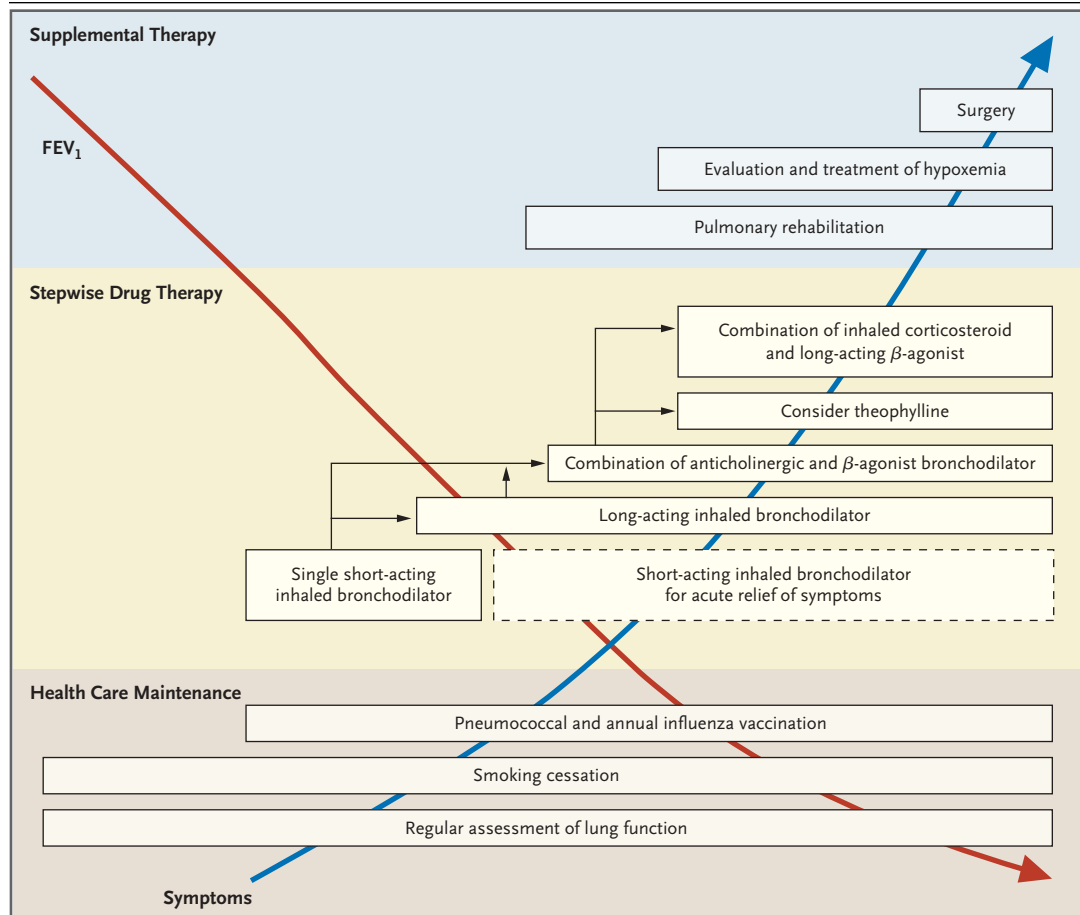 Supplemental Therapy
FEV₁
Surgery
Evaluation and treatment of hypoxemia
Pulmonary rehabilitation
Stepwise Drug Therapy
Combination of inhaled corticosteroid
and long-acting β-agonist
Consider theophylline
Combination of anticholinergic and β-agonist bronchodilator
Long-acting inhaled bronchodilator
Single short-acting
inhaled bronchodilator
Short-acting inhaled bronchodilator
for acute relief of symptoms
Health Care Maintenance
Pneumococcal and annual influenza vaccination
Smoking cessation
Regular assessment of lung function
Symptoms